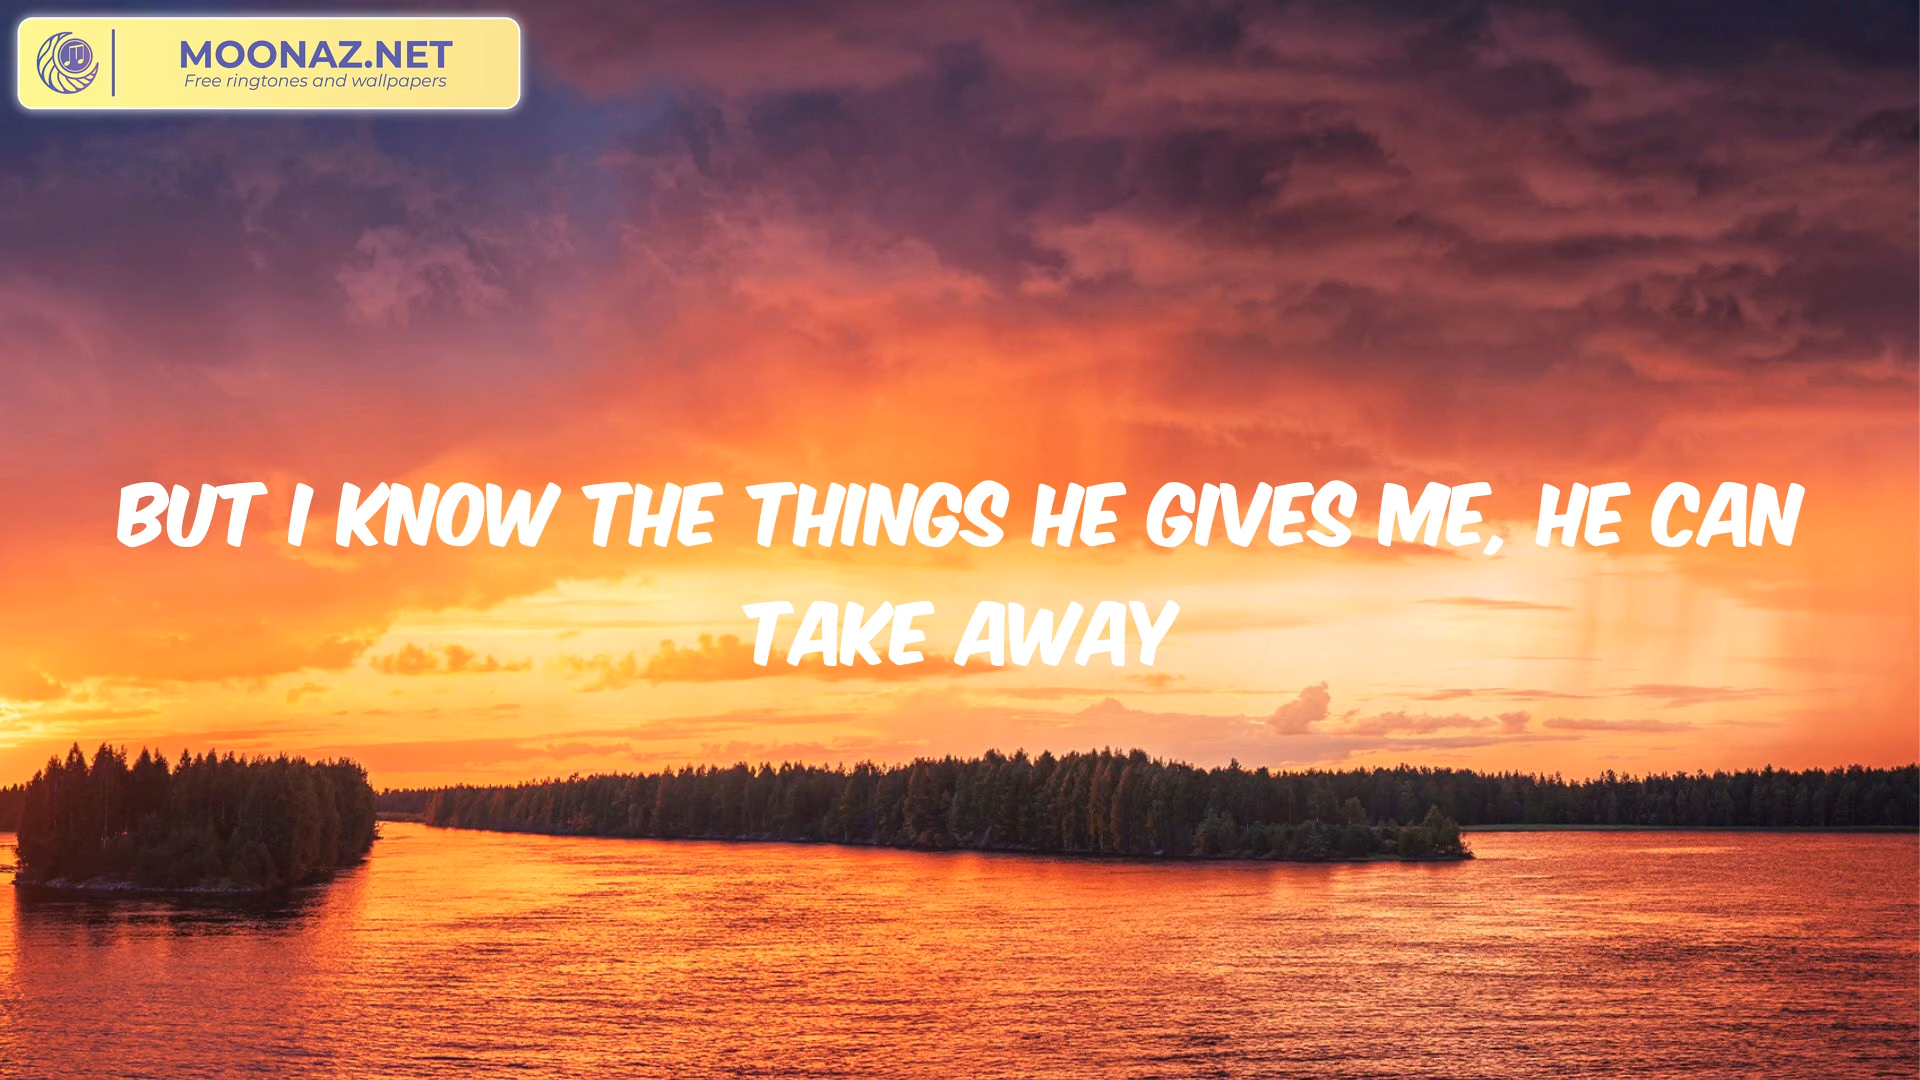 MOONAZ.NET
Free ringtones and wallpapers
BUT I KNOW THE THINGS HE GIVES ME, HE CAN
TAKE AWAY